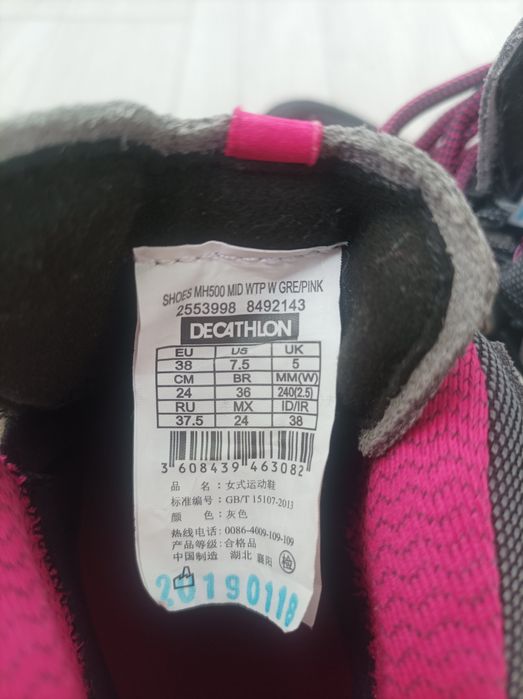 SHOES MH500 MID WTP W GRE/PINK
2553998 8492143
DECATHLON
EU US UK
38 7.5 5
CM BR MM(W)
24 36 240(2.5)
RU MX ID/IR
37.5 24 38
3 608439 463082
品 名：女式运动鞋
标准编号：GB/T 15107-2013
颜 色：灰色
热线电话：0086-4009-109-109
产品等级：合格品
中国制造 湖北 襄阳 检
20190118